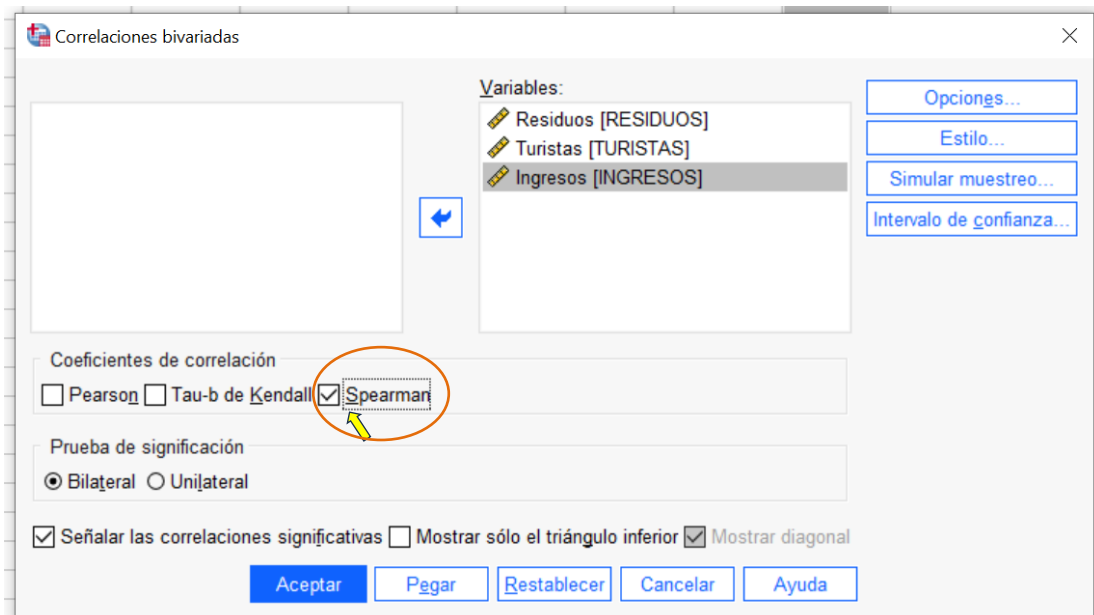 Correlaciones bivariadas
Variables:
Residuos [RESIDUOS]
Turistas [TURISTAS]
Ingresos [INGRESOS]
Opciones...
Estilo...
Simular muestreo...
Intervalo de confianza...
Coeficientes de correlación
Pearson Tau-b de Kendall Spearman
Prueba de significación
Bilateral Unilateral
Señalar las correlaciones significativas Mostrar sólo el triángulo inferior Mostrar diagonal
Aceptar Pegar Restablecer Cancelar Ayuda